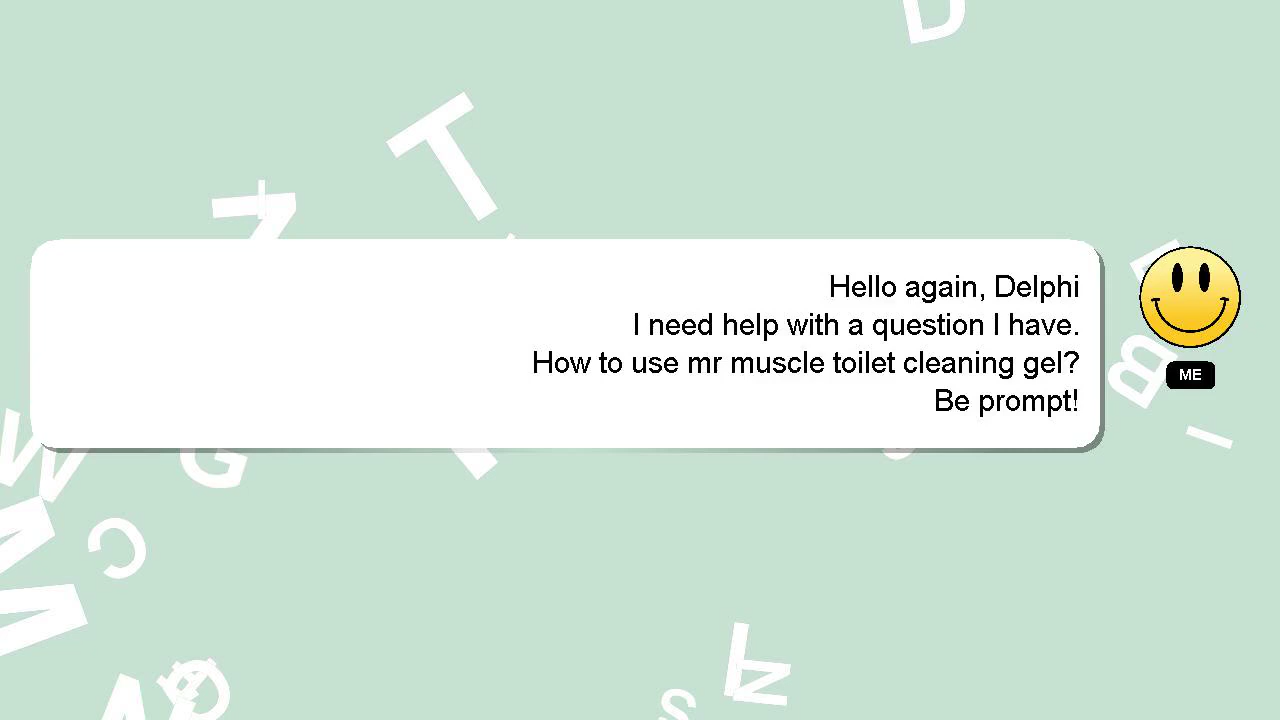 Hello again, Delphi
I need help with a question I have.
How to use mr muscle toilet cleaning gel?
Be prompt!
ME